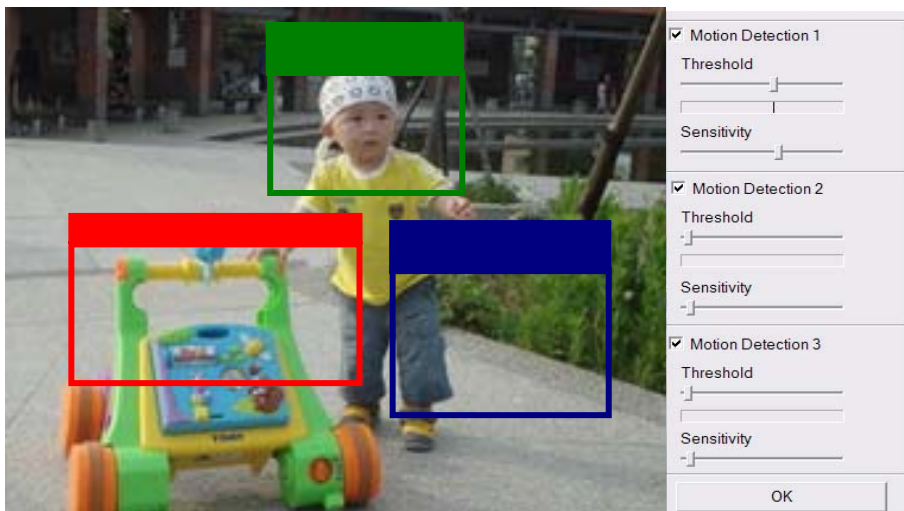 Motion Detection 1
Threshold
Sensitivity
Motion Detection 2
Threshold
Sensitivity
Motion Detection 3
Threshold
Sensitivity
OK